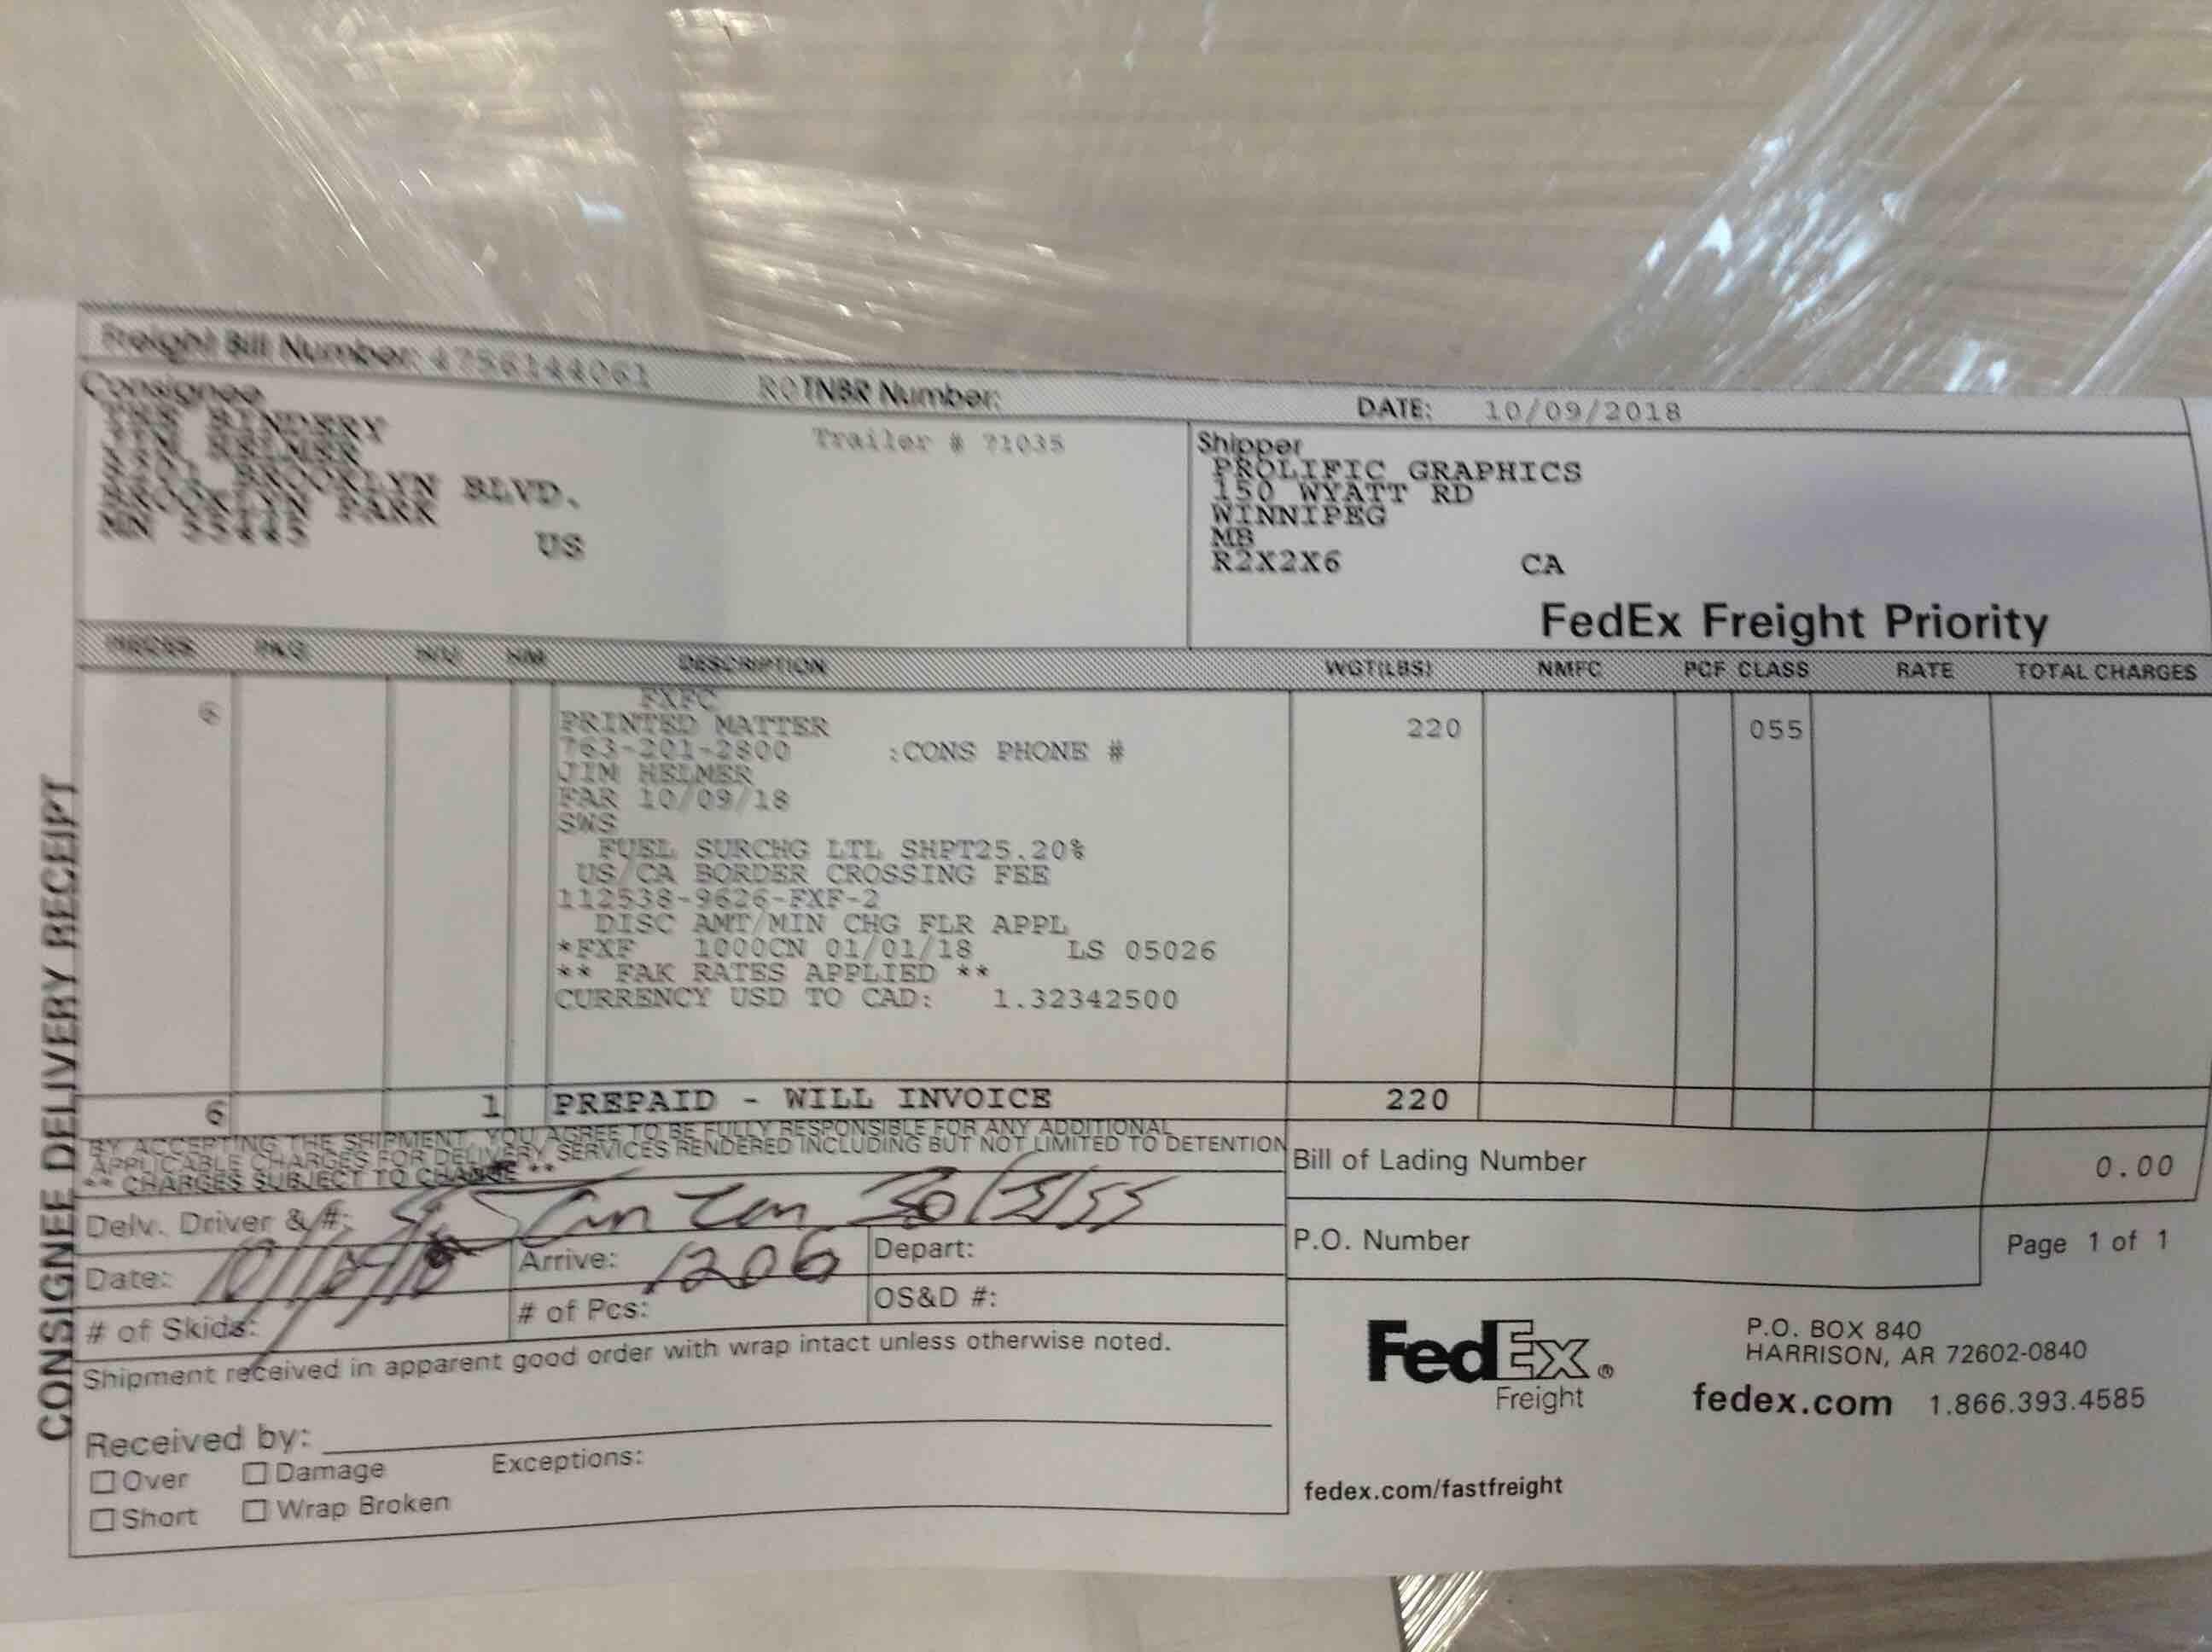 Freight Bill Number: 4756144061 ROTNBR Number: DATE: 10/09/2018
Consignee
THE BINDERY
JIM HELMER
BROOKLYN BLVD.
BROOKLYN PARK
MN 55445
US
Trailer # 71035
Shipper
PROLIFIC GRAPHICS
150 WYATT RD
WINNIPEG
MB
R2X2X6 CA
FedEx Freight Priority
PIECES PKG H/U HM DESCRIPTION WGT(LBS) NMFC PCF CLASS RATE TOTAL CHARGES
FXFC
6 PRINTED MATTER 220 055
763-201-2800 :CONS PHONE #
JIM HELMER
FAR 10/09/18
SWS
FUEL SURCHG LTL SHPT25.20%
US/CA BORDER CROSSING FEE
112538-9626-FXF-2
DISC AMT/MIN CHG FLR APPL
*FXF 1000CN 01/01/18 LS 05026
** FAK RATES APPLIED **
CURRENCY USD TO CAD: 1.32342500
6 1 PREPAID - WILL INVOICE 220
BY ACCEPTING THE SHIPMENT, YOU AGREE TO BE FULLY RESPONSIBLE FOR ANY ADDITIONAL
APPLICABLE CHARGES FOR DELIVERY SERVICES RENDERED INCLUDING BUT NOT LIMITED TO DETENTION
** CHARGES SUBJECT TO CHANGE **
Bill of Lading Number 0.00
Delv. Driver & #:
P.O. Number
Page 1 of 1
Date: Arrive: 1206 Depart:
# of Skids: # of Pcs: OS&D #:
Shipment received in apparent good order with wrap intact unless otherwise noted.
Received by:
Over Damage Exceptions:
Short Wrap Broken
FedEx®
Freight
P.O. BOX 840
HARRISON, AR 72602-0840
fedex.com 1.866.393.4585
fedex.com/fastfreight
CONSIGNEE DELIVERY RECEIPT